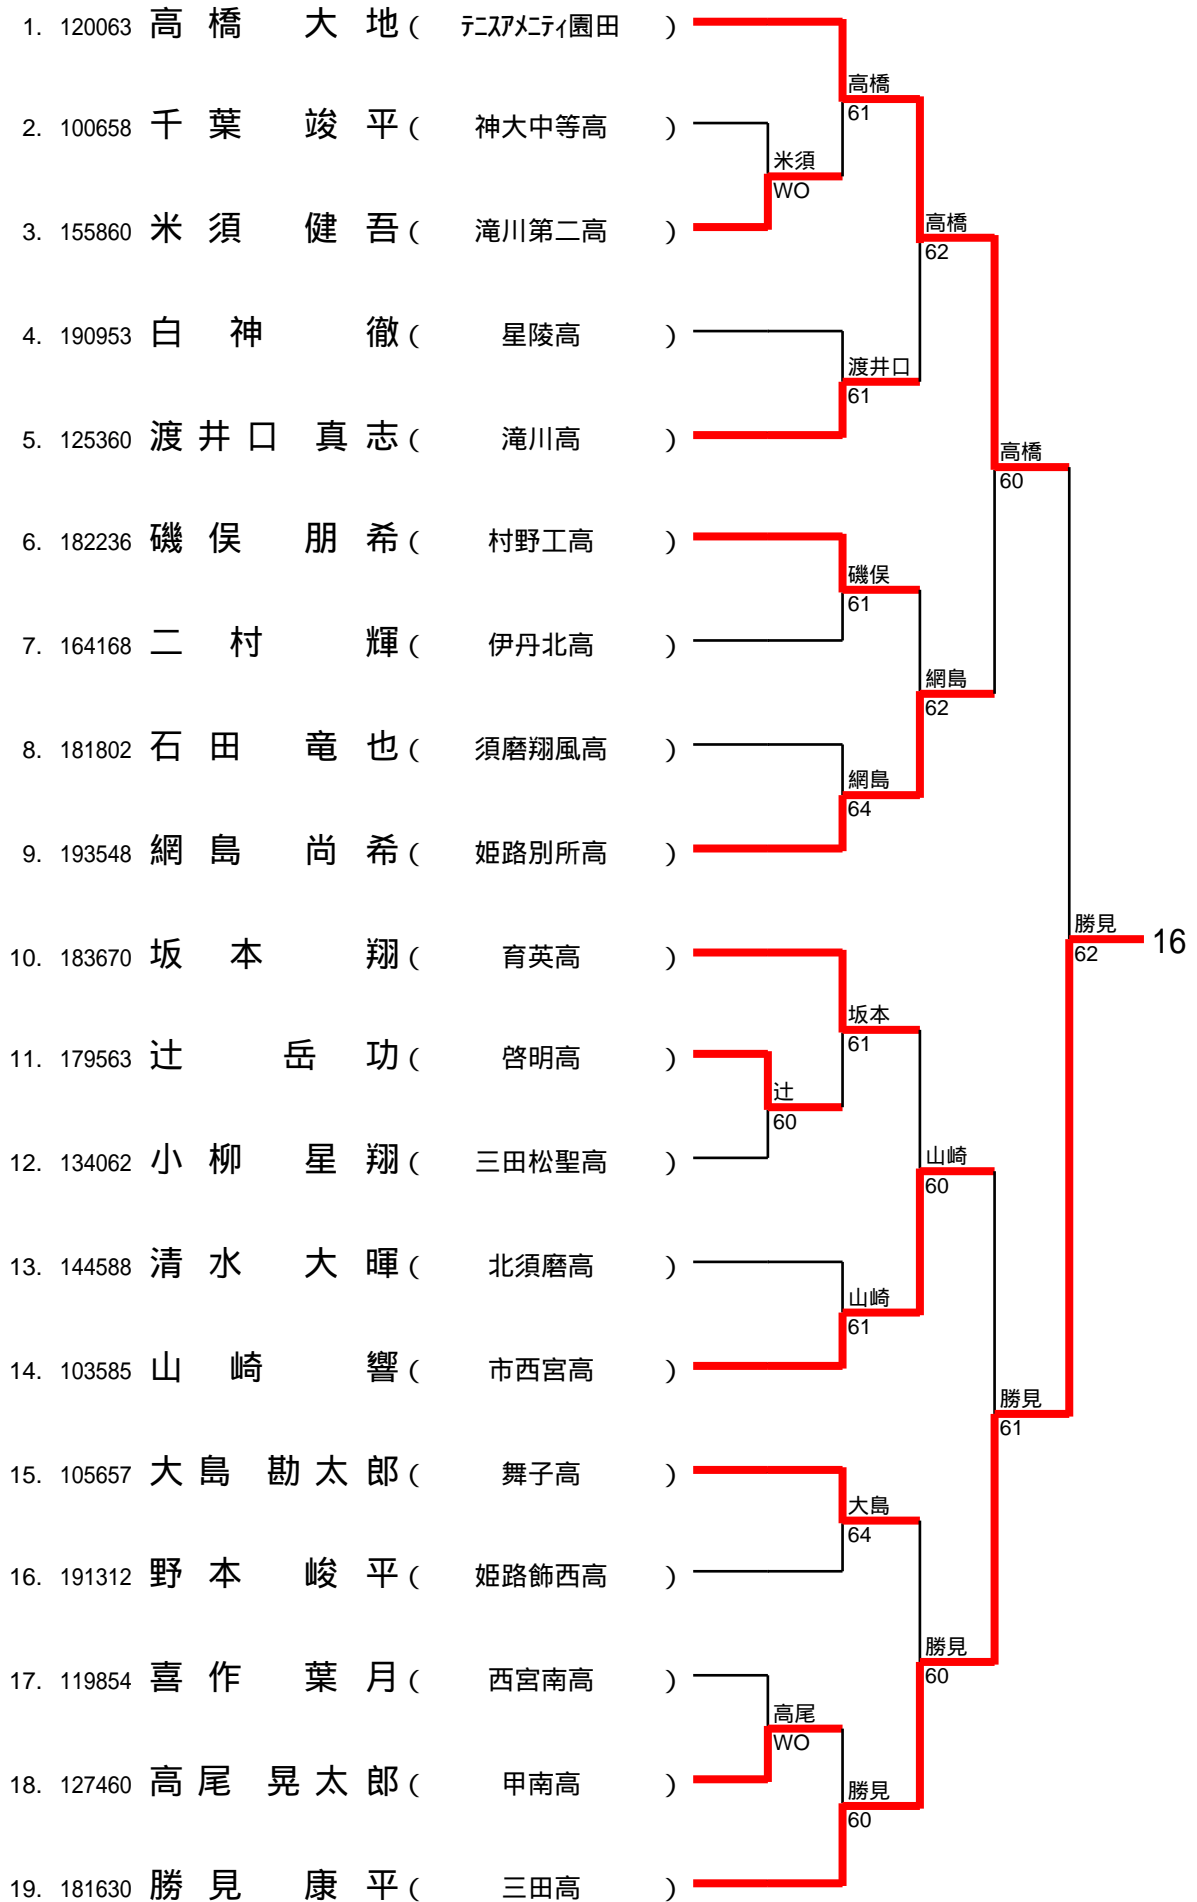 1. 120063 高橋 大地 ( テニスアメニティ園田 )
高橋
61
2. 100658 千葉 竣平 ( 神大中等高 )
米須
WO
3. 155860 米須 健吾 ( 滝川第二高 )
高橋
62
4. 190953 白神 徹 ( 星陵高 )
渡井口
61
5. 125360 渡井口 真志 ( 滝川高 )
高橋
60
6. 182236 磯俣 朋希 ( 村野工高 )
磯俣
61
7. 164168 二村 輝 ( 伊丹北高 )
網島
62
8. 181802 石田 竜也 ( 須磨翔風高 )
網島
64
9. 193548 網島 尚希 ( 姫路別所高 )
勝見 16
62
10. 183670 坂本 翔 ( 育英高 )
坂本
61
11. 179563 辻 岳功 ( 啓明高 )
辻
60
12. 134062 小柳 星翔 ( 三田松聖高 )
山崎
60
13. 144588 清水 大暉 ( 北須磨高 )
山崎
61
14. 103585 山崎 響 ( 市西宮高 )
勝見
61
15. 105657 大島 勘太郎 ( 舞子高 )
大島
64
16. 191312 野本 峻平 ( 姫路飾西高 )
勝見
60
17. 119854 喜作 葉月 ( 西宮南高 )
高尾
WO
18. 127460 高尾 晃太郎 ( 甲南高 )
勝見
60
19. 181630 勝見 康平 ( 三田高 )